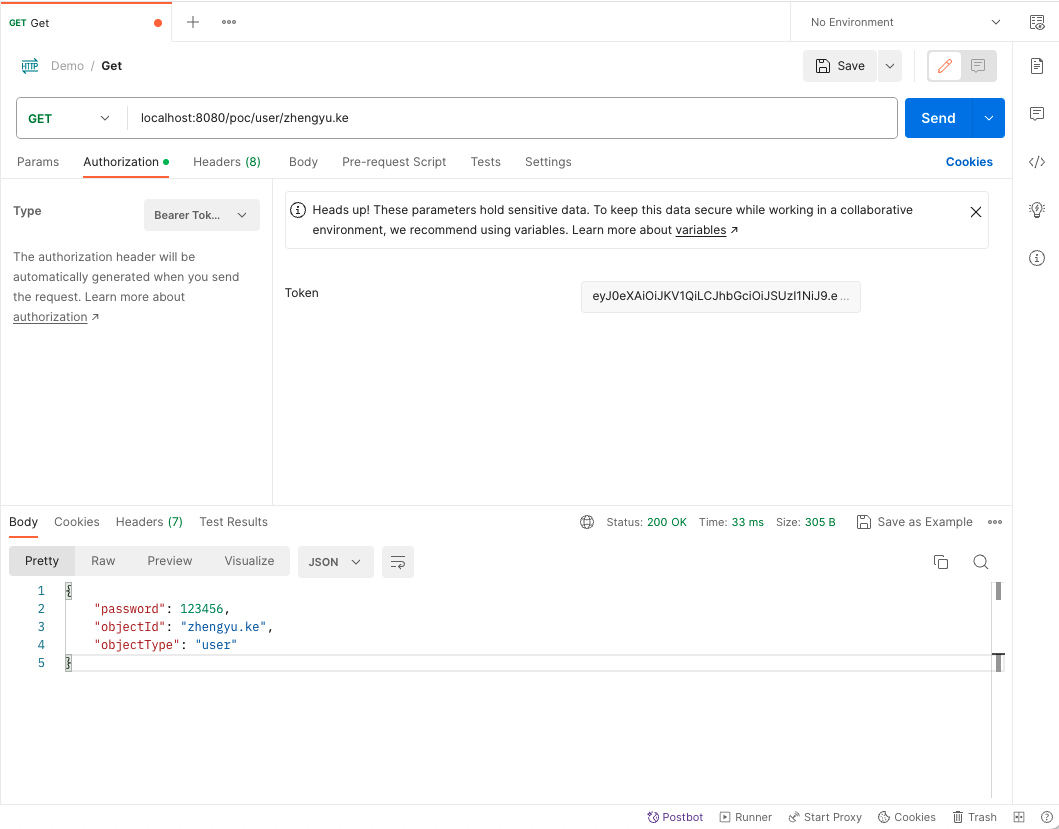 GET Get
No Environment
HTTP Demo / Get
Save
GET localhost:8080/poc/user/zhengyu.ke
Send
Params Authorization Headers (8) Body Pre-request Script Tests Settings
Cookies
Type
Bearer Tok...
The authorization header will be
automatically generated when you send
the request. Learn more about
authorization ↗
Heads up! These parameters hold sensitive data. To keep this data secure while working in a collaborative
environment, we recommend using variables. Learn more about variables ↗
Token
eyJ0eXAiOiJKV1QiLCJhbGciOiJSUzI1NiJ9.e...
Body Cookies Headers (7) Test Results
Status: 200 OK Time: 33 ms Size: 305 B Save as Example
Pretty Raw Preview Visualize JSON
1 {
2 "password": 123456,
3 "objectId": "zhengyu.ke",
4 "objectType": "user"
5 }
Postbot Runner Start Proxy Cookies Trash